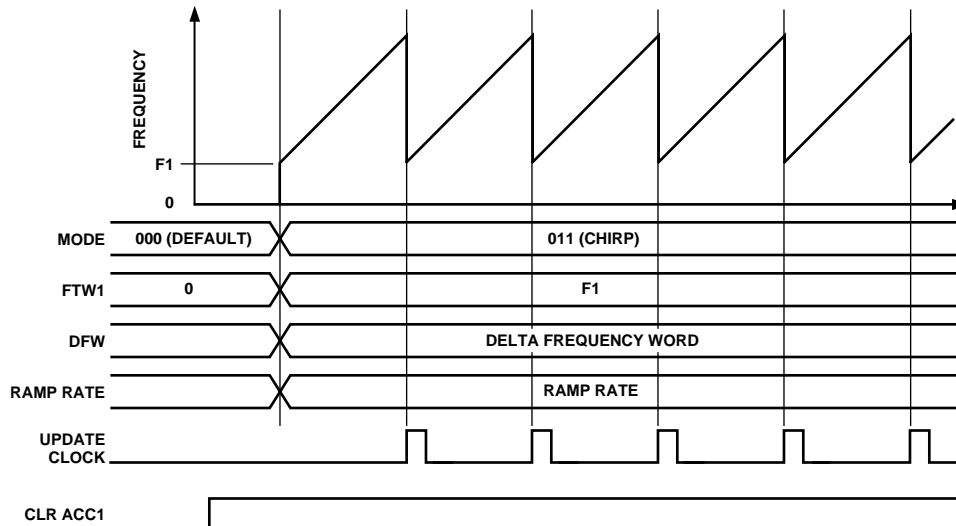 FREQUENCY
F1
0
MODE 000 (DEFAULT) 011 (CHIRP)
FTW1 0 F1
DFW DELTA FREQUENCY WORD
RAMP RATE RAMP RATE
UPDATE
CLOCK
CLR ACC1